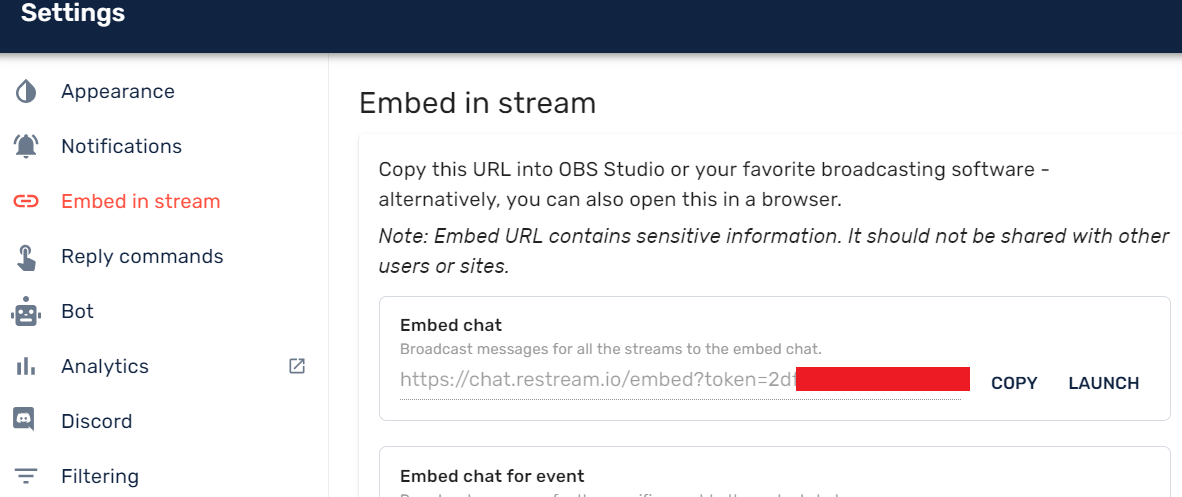 Settings
Appearance
Notifications
Embed in stream
Reply commands
Bot
Analytics
Discord
Filtering
Embed in stream
Copy this URL into OBS Studio or your favorite broadcasting software -
alternatively, you can also open this in a browser.
Note: Embed URL contains sensitive information. It should not be shared with other
users or sites.
Embed chat
Broadcast messages for all the streams to the embed chat.
https://chat.restream.io/embed?token=2d
COPY
LAUNCH
Embed chat for event